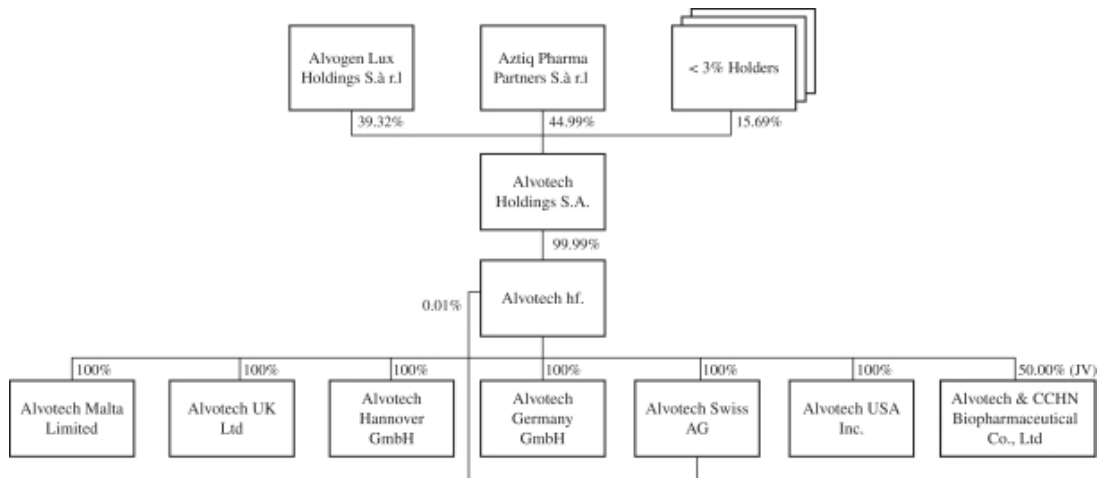 Alvogen Lux
Holdings S.à r.l
Aztiq Pharma
Partners S.à r.l
< 3% Holders
39.32%
44.99%
15.69%
Alvotech
Holdings S.A.
99.99%
0.01%
Alvotech hf.
100%
100%
100%
100%
100%
100%
50.00% (JV)
Alvotech Malta
Limited
Alvotech UK
Ltd
Alvotech
Hannover
GmbH
Alvotech
Germany
GmbH
Alvotech Swiss
AG
Alvotech USA
Inc.
Alvotech & CCHN
Biopharmaceutical
Co., Ltd